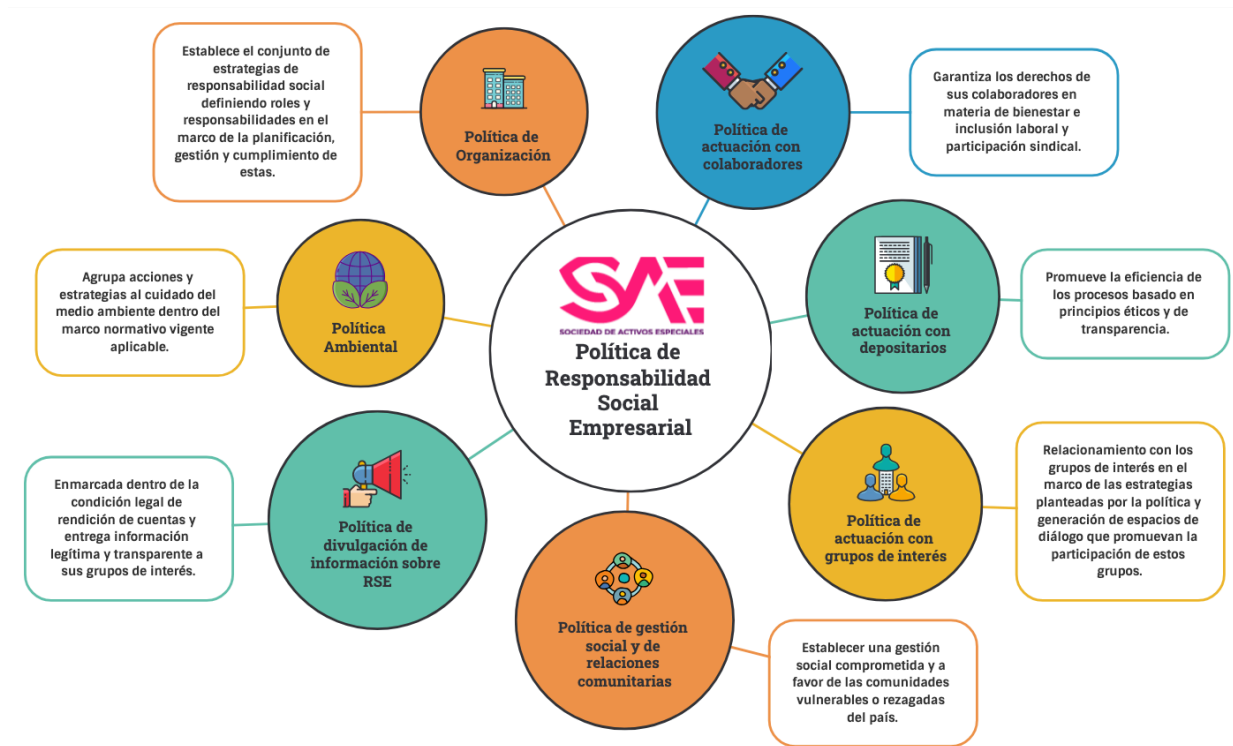 Establece el conjunto de
estrategias de
responsabilidad social
definiendo roles y
responsabilidades en el
marco de la planificación,
gestión y cumplimiento de
estas.
Política de
Organización
Política de
actuación con
colaboradores
Garantiza los derechos de
sus colaboradores en
materia de bienestar e
inclusión laboral y
participación sindical.
Agrupa acciones y
estrategias al cuidado del
medio ambiente dentro del
marco normativo vigente
aplicable.
Política
Ambiental
SAE
SOCIEDAD DE ACTIVOS ESPECIALES
Política de
Responsabilidad
Social
Empresarial
Política de
actuación con
depositarios
Promueve la eficiencia de
los procesos basado en
principios éticos y de
transparencia.
Enmarcada dentro de la
condición legal de
rendición de cuentas y
entrega información
legítima y transparente a
sus grupos de interés.
Política de
divulgación de
información sobre
RSE
Política de
actuación con
grupos de interés
Relacionamiento con los
grupos de interés en el
marco de las estrategias
planteadas por la política y
generación de espacios de
diálogo que promuevan la
participación de estos
grupos.
Política de gestión
social y de
relaciones
comunitarias
Establecer una gestión
social comprometida y a
favor de las comunidades
vulnerables o rezagadas
del país.